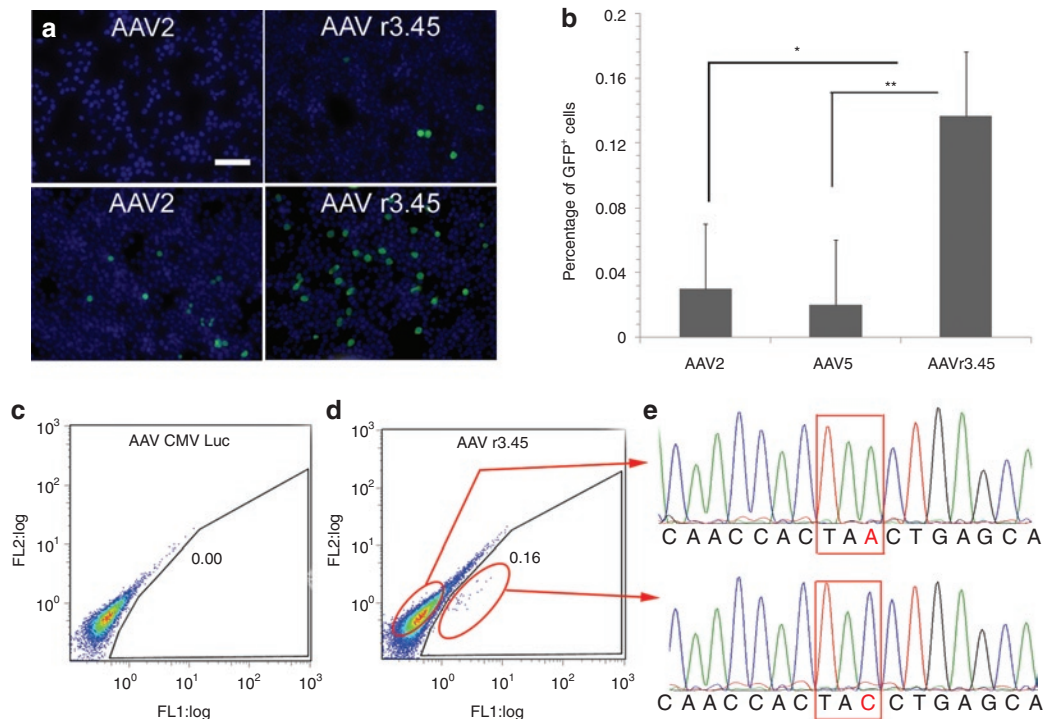 a
AAV2
AAV r3.45
AAV2
AAV r3.45
b
Percentage of GFP+ cells
0.2
0.16
0.12
0.08
0.04
0
*
**
AAV2
AAV5
AAVr3.45
c
AAV CMV Luc
0.00
FL2:log
10³
10²
10¹
10⁰
10⁰
10¹
10²
10³
FL1:log
d
AAV r3.45
0.16
FL2:log
10³
10²
10¹
10⁰
10⁰
10¹
10²
10³
FL1:log
e
CAACCACTAACTGAGCA
CAACCACTACCTGAGCA